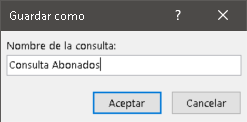 Guardar como ? ×
Nombre de la consulta:
Consulta Abonados
Aceptar Cancelar